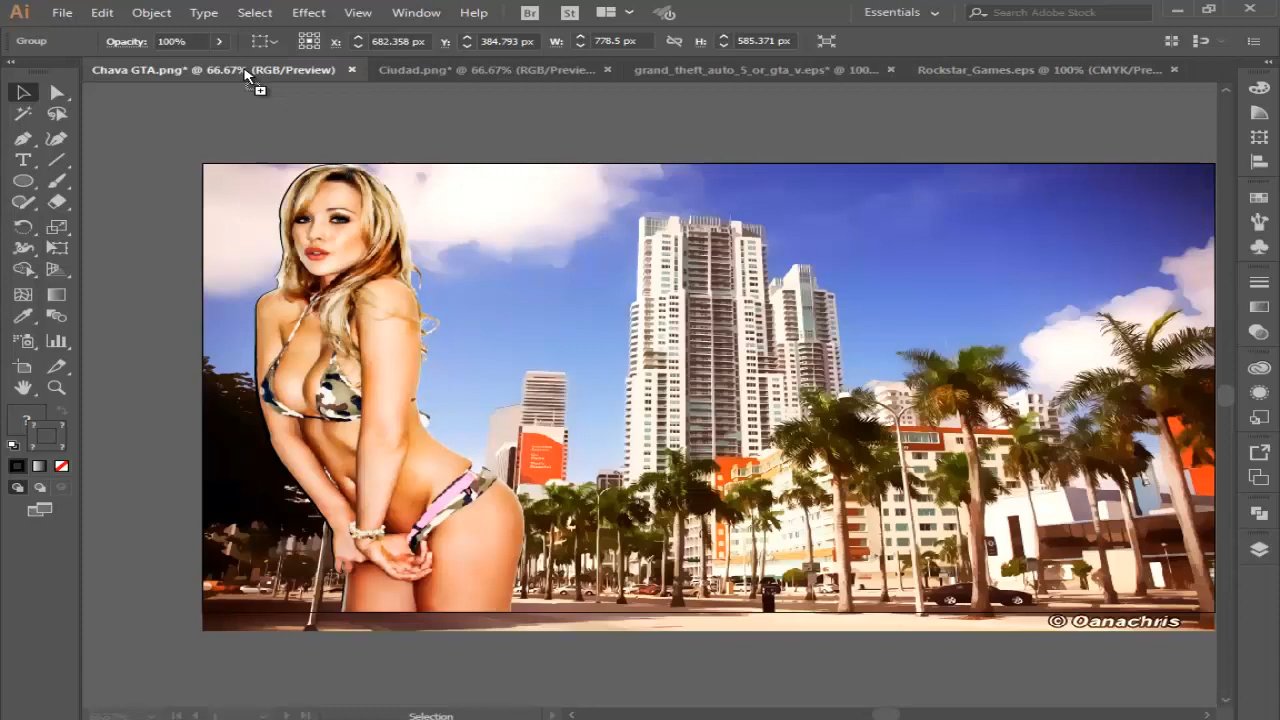 Ai File Edit Object Type Select Effect View Window Help Br St Essentials Search Adobe Stock
Group Opacity: 100% X: 682.358 px Y: 384.793 px W: 778.5 px H: 585.371 px
Chava GTA.png* @ 66.67% (RGB/Preview) Ciudad.png* @ 66.67% (RGB/Previe... grand_theft_auto_5_or_gta_v.eps* @ 100... Rockstar_Games.eps @ 100% (CMYK/Pre...
© Oanachris
Selection